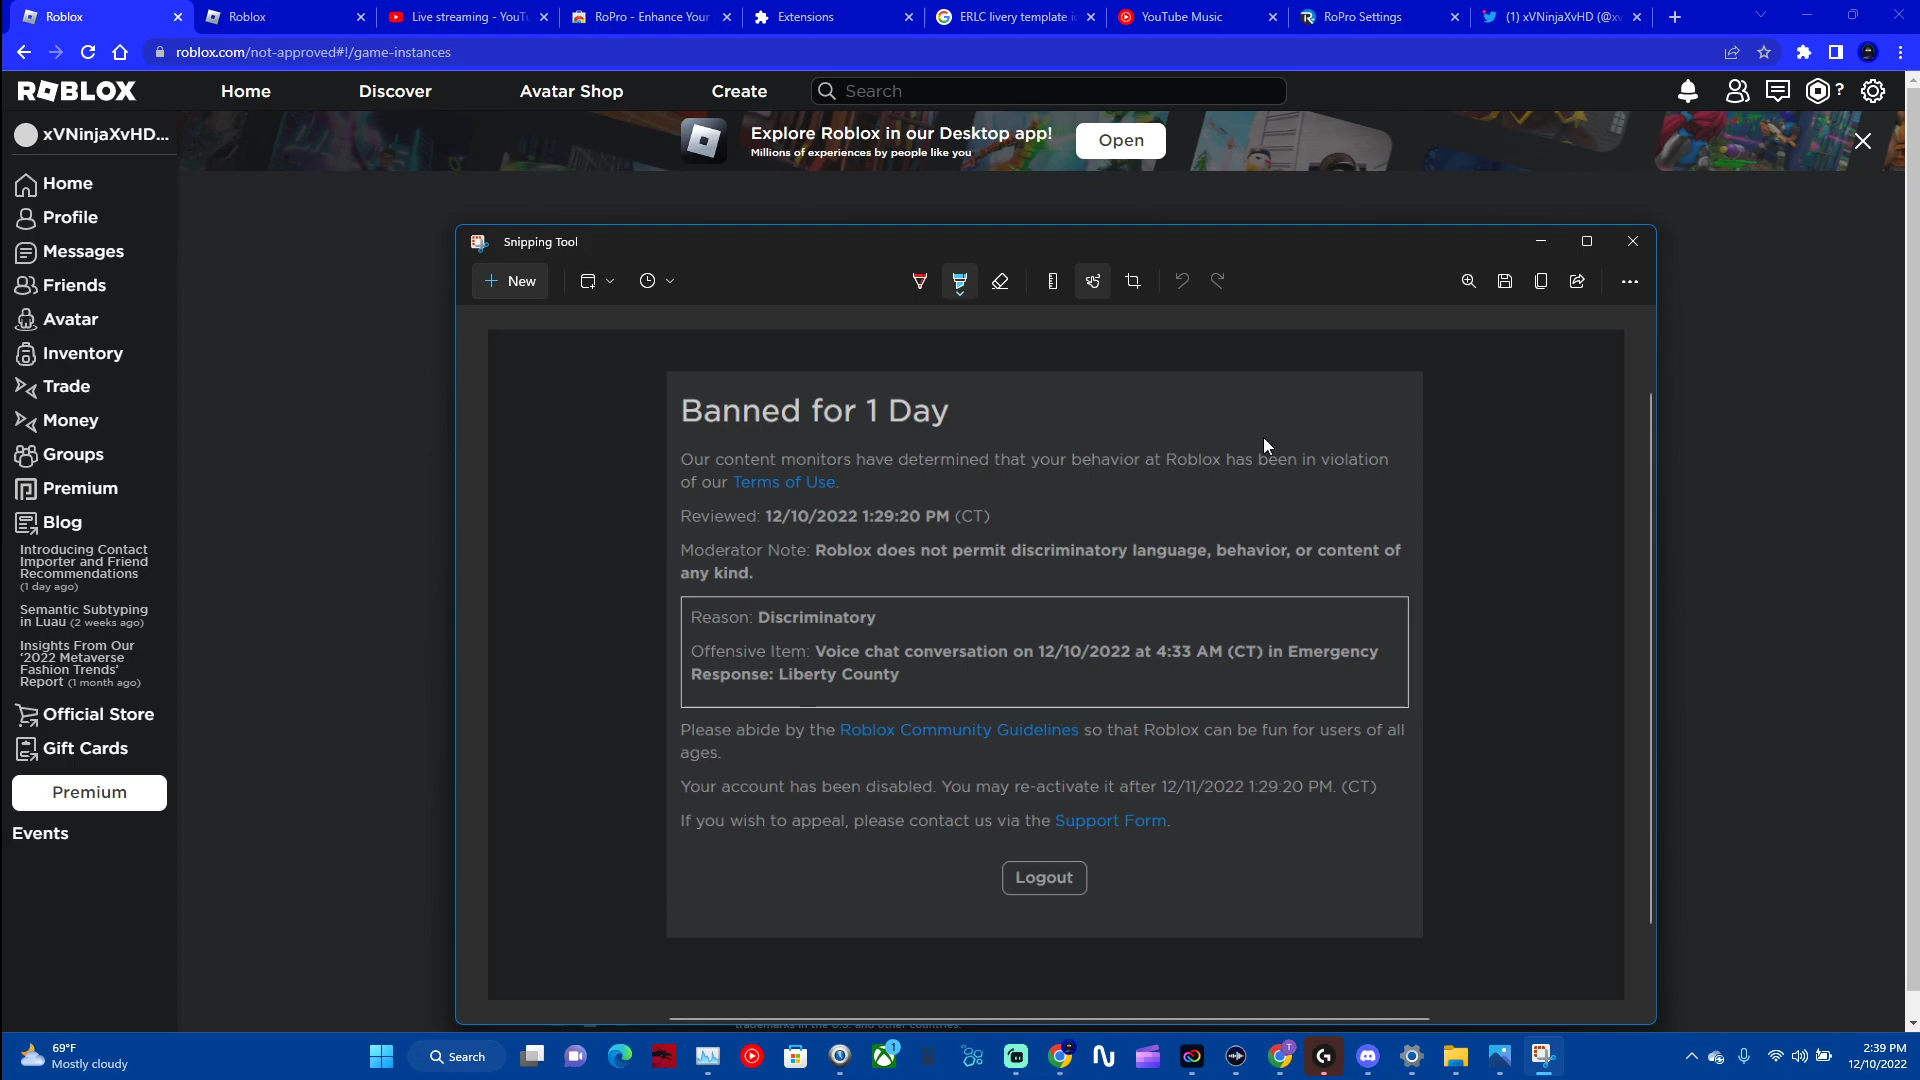 Roblox
Roblox
Live streaming - YouT
RoPro - Enhance Your
Extensions
ERLC livery template i
YouTube Music
RoPro Settings
(1) xVNinjaXvHD (@xv
roblox.com/not-approved#!/game-instances
ROBLOX
Home
Discover
Avatar Shop
Create
Search
?
xVNinjaXvHD...
Explore Roblox in our Desktop app!
Millions of experiences by people like you
Open
Home
Profile
Messages
Friends
Avatar
Inventory
Trade
Money
Groups
Premium
Blog
Introducing Contact
Importer and Friend
Recommendations
(1 day ago)
Semantic Subtyping
in Luau (2 weeks ago)
Insights From Our
‘2022 Metaverse
Fashion Trends’
Report (1 month ago)
Official Store
Gift Cards
Premium
Events
Snipping Tool
New
Banned for 1 Day
Our content monitors have determined that your behavior at Roblox has been in violation
of our Terms of Use.
Reviewed: 12/10/2022 1:29:20 PM (CT)
Moderator Note: Roblox does not permit discriminatory language, behavior, or content of
any kind.
Reason: Discriminatory
Offensive Item: Voice chat conversation on 12/10/2022 at 4:33 AM (CT) in Emergency
Response: Liberty County
Please abide by the Roblox Community Guidelines so that Roblox can be fun for users of all
ages.
Your account has been disabled. You may re-activate it after 12/11/2022 1:29:20 PM. (CT)
If you wish to appeal, please contact us via the Support Form.
Logout
trademarks in the U.S. and other countries.
69°F
Mostly cloudy
Search
1
T
2:39 PM
12/10/2022